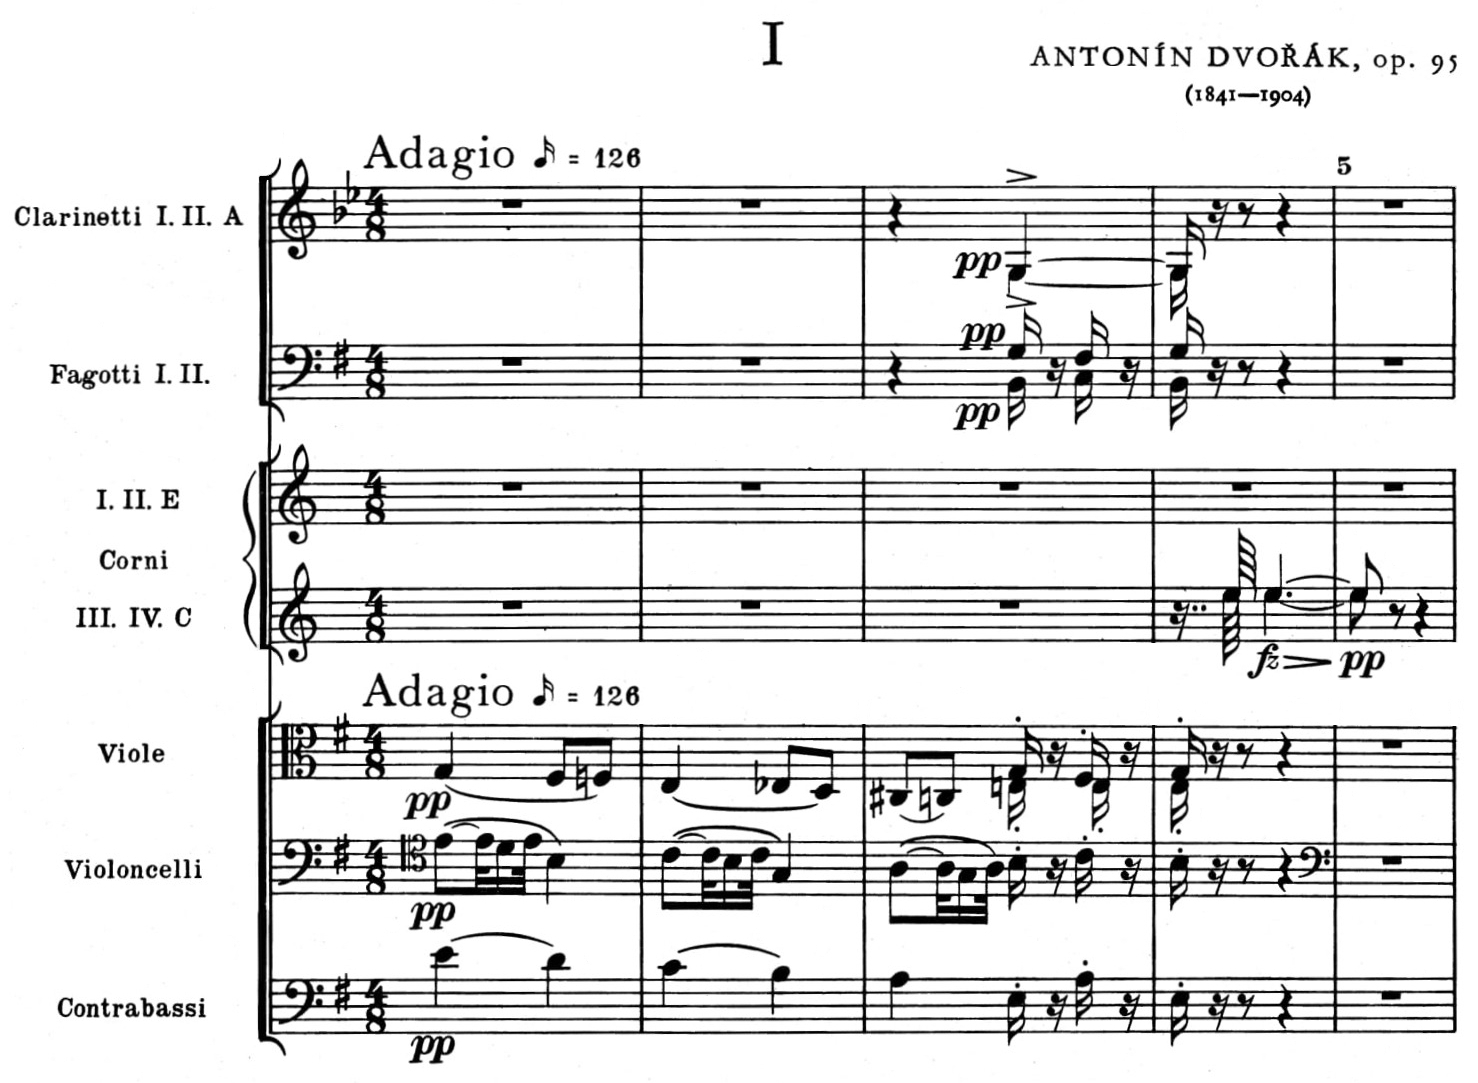 I
ANTONÍN DVOŘÁK, op. 95
(1841—1904)
Adagio ♪ = 126
5
Clarinetti I. II. A
pp
Fagotti I. II.
pp
pp
I. II. E
Corni
III. IV. C
fz pp
Adagio ♪ = 126
Viole
pp
Violoncelli
pp
Contrabassi
pp